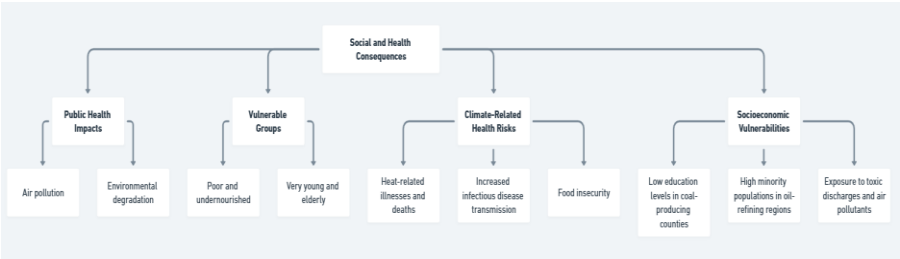 Social and Health
Consequences
Public Health
Impacts
Vulnerable
Groups
Climate-Related
Health Risks
Socioeconomic
Vulnerabilities
Air pollution
Environmental
degradation
Poor and
undernourished
Very young and
elderly
Heat-related
illnesses and
deaths
Increased
infectious disease
transmission
Food insecurity
Low education
levels in coal-
producing
counties
High minority
populations in oil-
refining regions
Exposure to toxic
discharges and air
pollutants